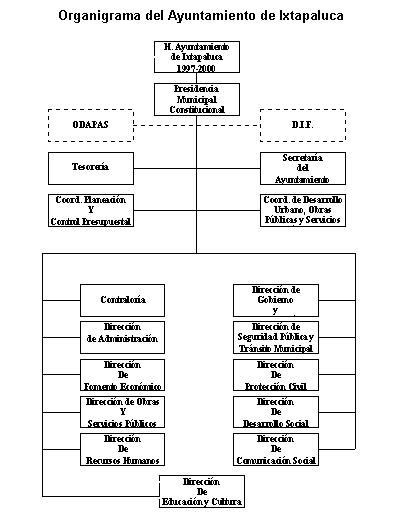 Organigrama del Ayuntamiento de Ixtapaluca
H. Ayuntamiento
de Ixtapaluca
1997-2000
Presidencia
Municipal
Constitucional
ODAPAS
D.I.F.
Tesorería
Secretaría
del
Ayuntamiento
Coord. Planeación
Y
Control Presupuestal
Coord. de Desarrollo
Urbano, Obras
Públicas y Servicios
Contraloría
Dirección de
Gobierno
y
Dirección
de Administración
Dirección de
Seguridad Pública y
Tránsito Municipal
Dirección
De
Fomento Económico
Dirección
De
Protección Civil
Dirección de Obras
Y
Servicios Públicos
Dirección
De
Desarrollo Social
Dirección
De
Recursos Humanos
Dirección
De
Comunicación Social
Dirección
De
Educación y Cultura